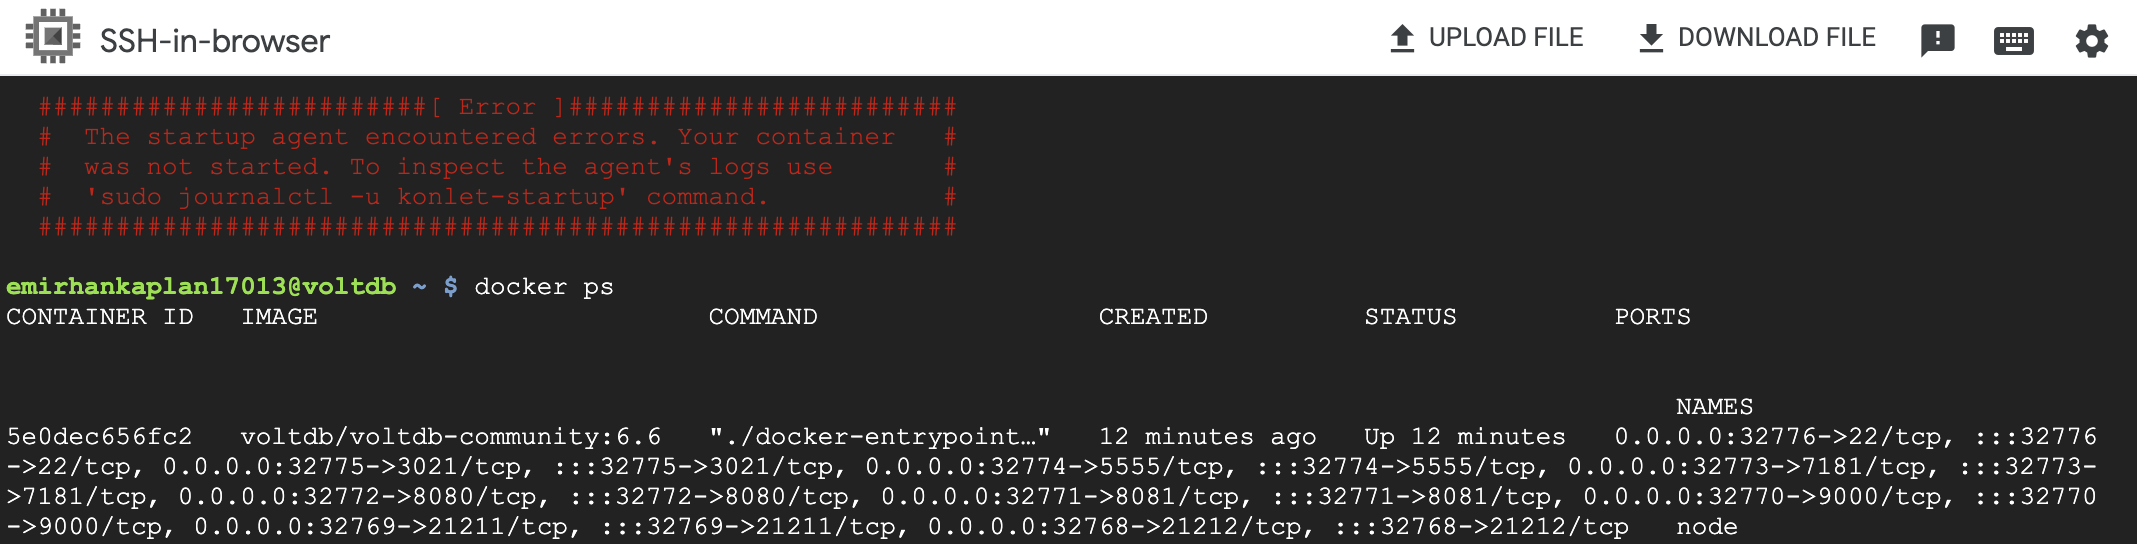 SSH-in-browser UPLOAD FILE DOWNLOAD FILE
#########################[ Error ]#########################
# The startup agent encountered errors. Your container #
# was not started. To inspect the agent's logs use #
# 'sudo journalctl -u konlet-startup' command. #
###########################################################
emirhankaplan17013@voltdb ~ $ docker ps
CONTAINER ID IMAGE COMMAND CREATED STATUS PORTS
NAMES
5e0dec656fc2 voltdb/voltdb-community:6.6 "./docker-entrypoint…" 12 minutes ago Up 12 minutes 0.0.0.0:32776->22/tcp, :::32776
->22/tcp, 0.0.0.0:32775->3021/tcp, :::32775->3021/tcp, 0.0.0.0:32774->5555/tcp, :::32774->5555/tcp, 0.0.0.0:32773->7181/tcp, :::32773-
>7181/tcp, 0.0.0.0:32772->8080/tcp, :::32772->8080/tcp, 0.0.0.0:32771->8081/tcp, :::32771->8081/tcp, 0.0.0.0:32770->9000/tcp, :::32770
->9000/tcp, 0.0.0.0:32769->21211/tcp, :::32769->21211/tcp, 0.0.0.0:32768->21212/tcp, :::32768->21212/tcp node